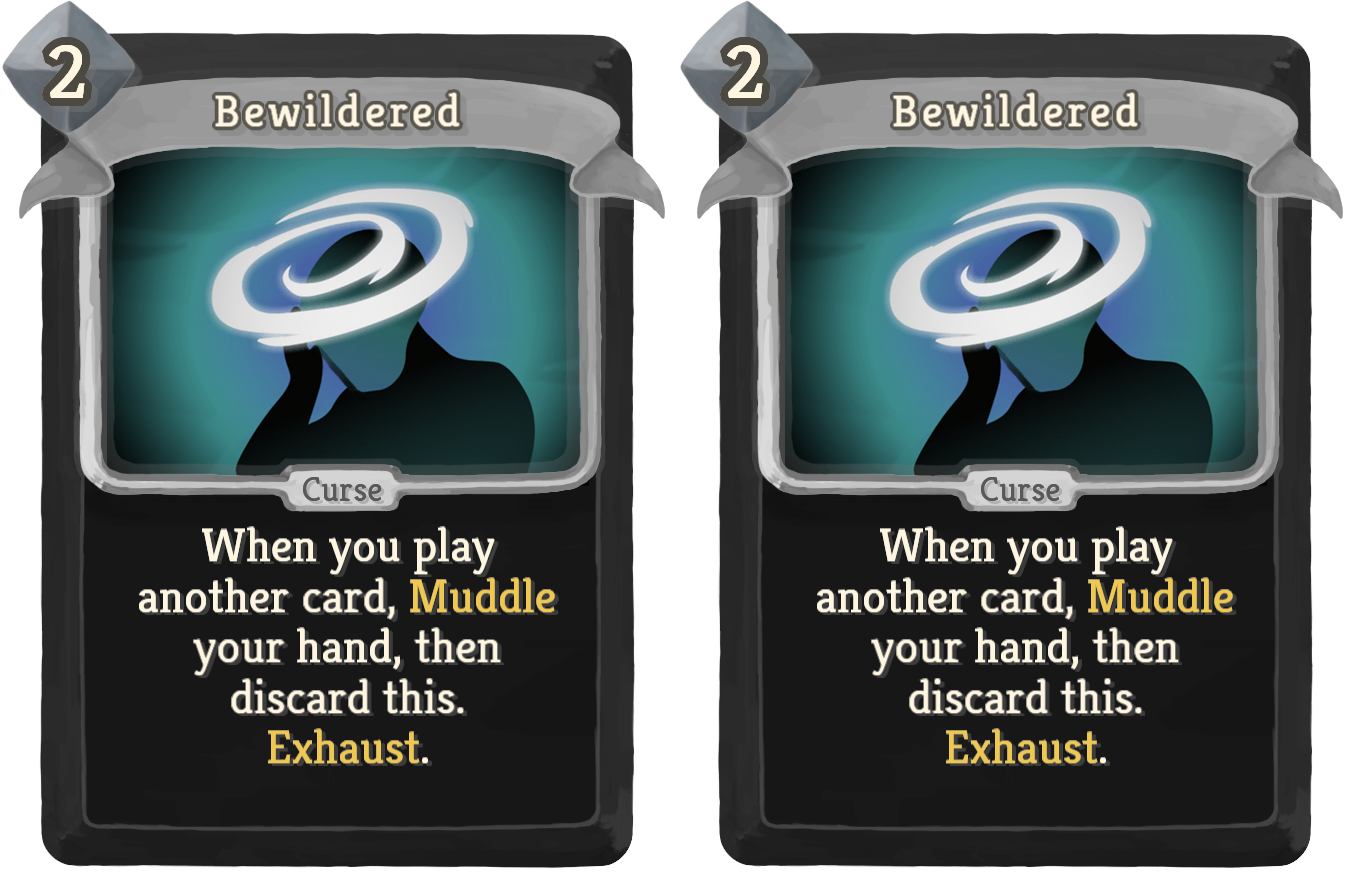 2
Bewildered
Curse
When you play
another card, Muddle
your hand, then
discard this.
Exhaust.
2
Bewildered
Curse
When you play
another card, Muddle
your hand, then
discard this.
Exhaust.